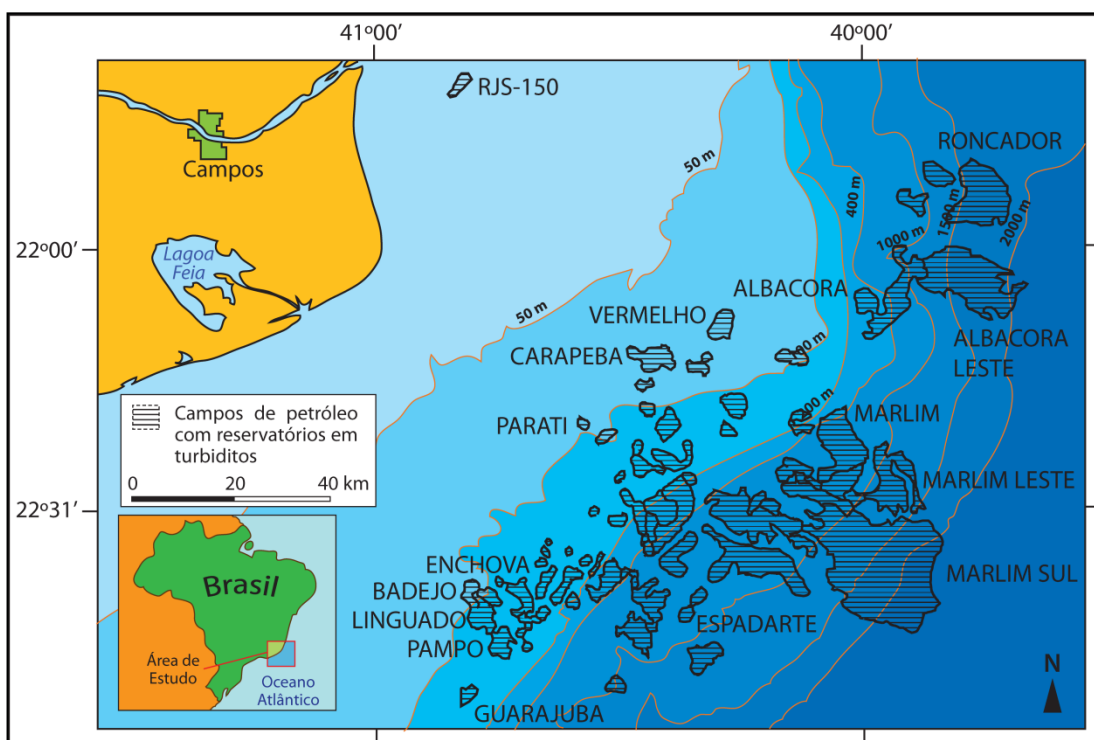 41º00'
40º00'
RJS-150
Campos
50 m
RONCADOR
400 m
1500 m
2000 m
1000 m
22º00'
Lagoa
Feia
50 m
ALBACORA
VERMELHO
CARAPEBA
ALBACORA
LESTE
Campos de petróleo
com reservatórios em
turbiditos
0 20 40 km
PARATI
MARLIM
MARLIM LESTE
22º31'
Brasil
ENCHOVA
BADEJO
LINGUADO
PAMPO
MARLIM SUL
ESPADARTE
Área de
Estudo
Oceano
Atlântico
GUARAJUBA
N